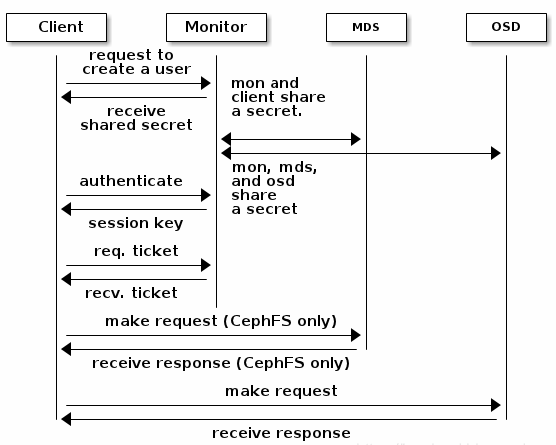 Client
Monitor
MDS
OSD
request to
create a user
mon and
client share
a secret.
receive
shared secret
mon, mds,
and osd
share
a secret
authenticate
session key
req. ticket
recv. ticket
make request (CephFS only)
receive response (CephFS only)
make request
receive response